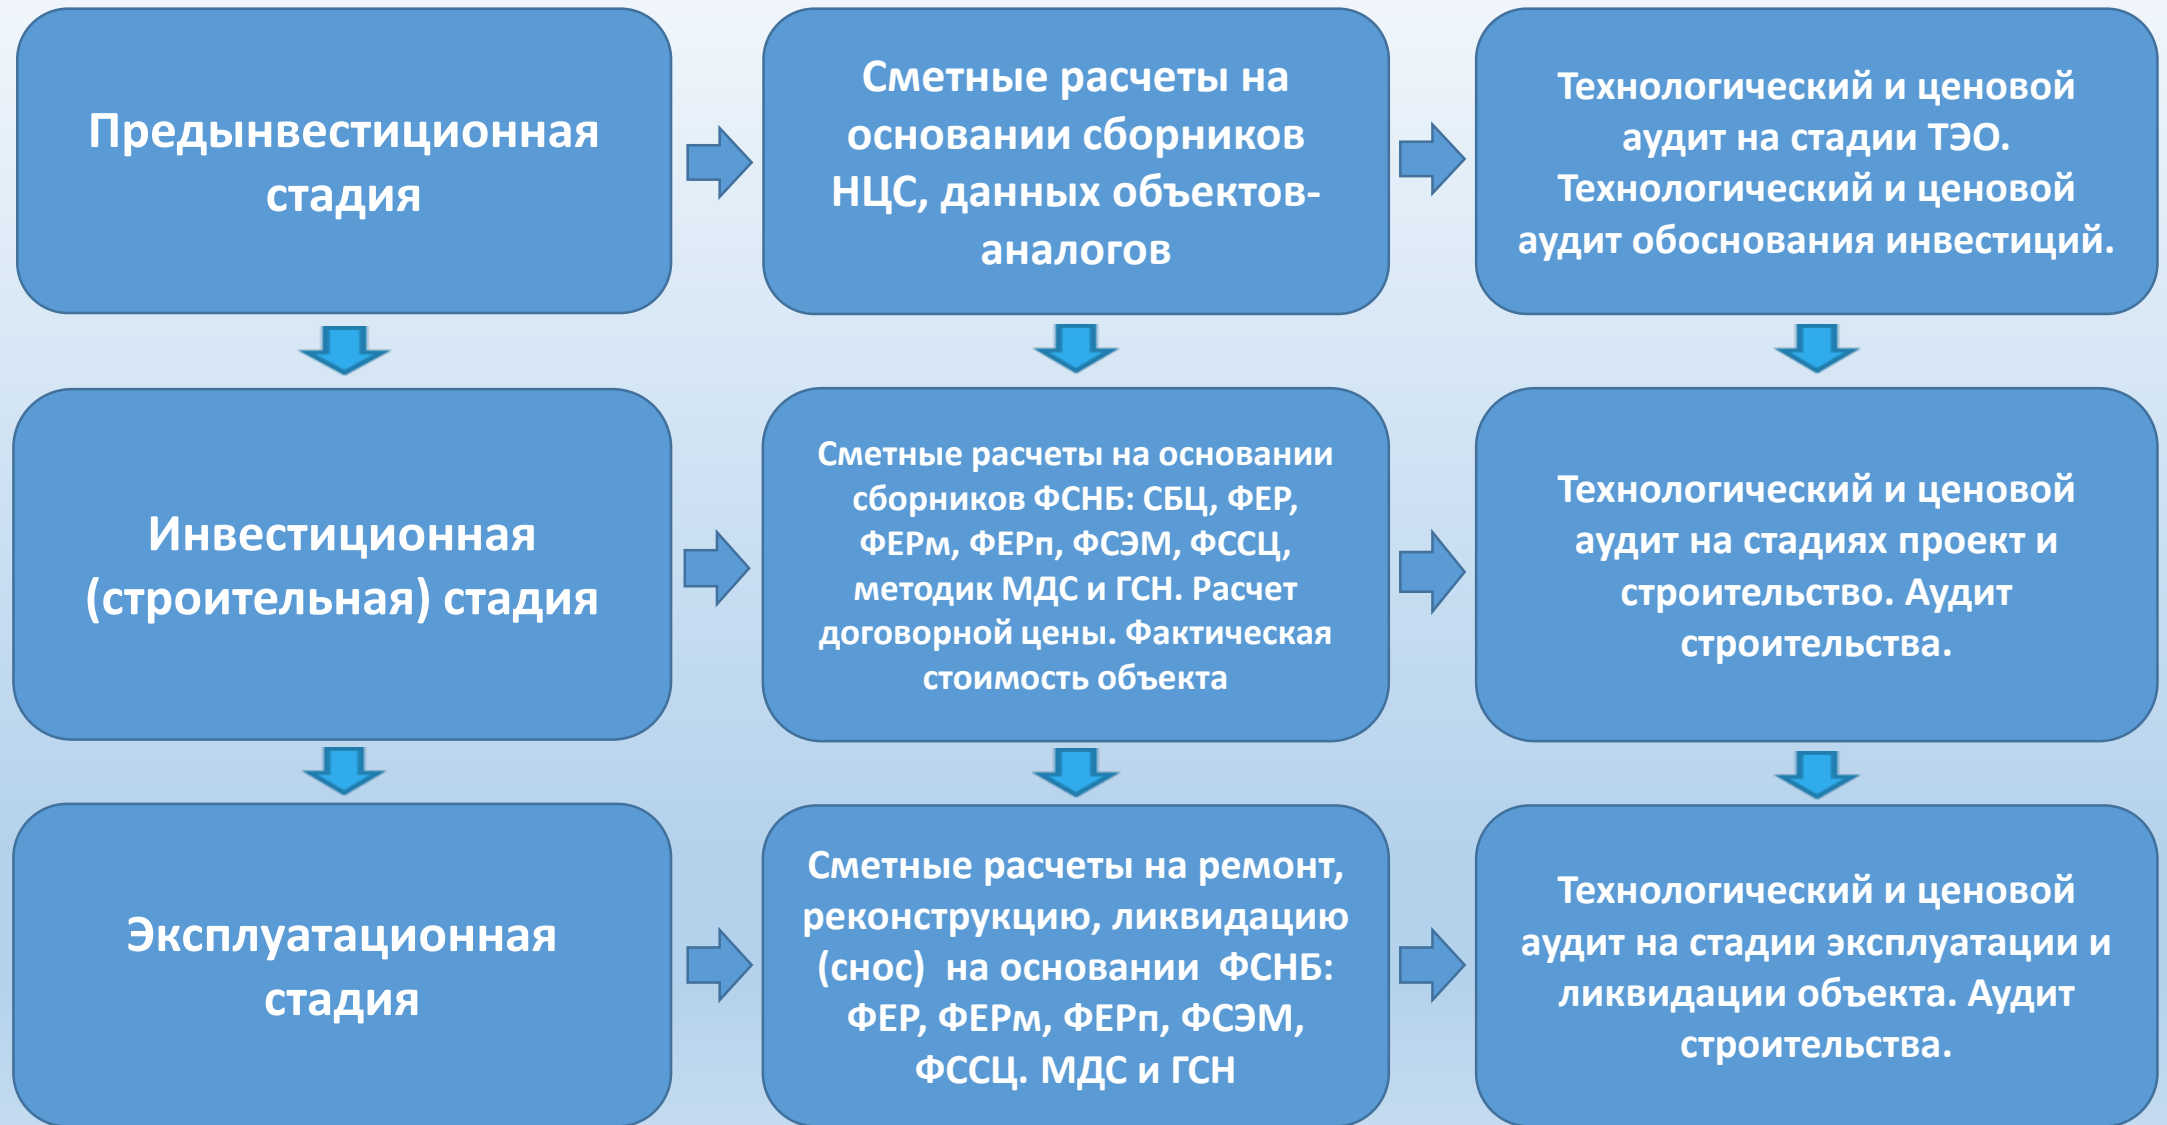 Предынвестиционная
стадия
Сметные расчеты на
основании сборников
НЦС, данных объектов-
аналогов
Технологический и ценовой
аудит на стадии ТЭО.
Технологический и ценовой
аудит обоснования инвестиций.
Инвестиционная
(строительная) стадия
Сметные расчеты на основании
сборников ФСНБ: СБЦ, ФЕР,
ФЕРм, ФЕРп, ФСЭМ, ФССЦ,
методик МДС и ГСН. Расчет
договорной цены. Фактическая
стоимость объекта
Технологический и ценовой
аудит на стадиях проект и
строительство. Аудит
строительства.
Эксплуатационная
стадия
Сметные расчеты на ремонт,
реконструкцию, ликвидацию
(снос) на основании ФСНБ:
ФЕР, ФЕРм, ФЕРп, ФСЭМ,
ФССЦ. МДС и ГСН
Технологический и ценовой
аудит на стадии эксплуатации и
ликвидации объекта. Аудит
строительства.